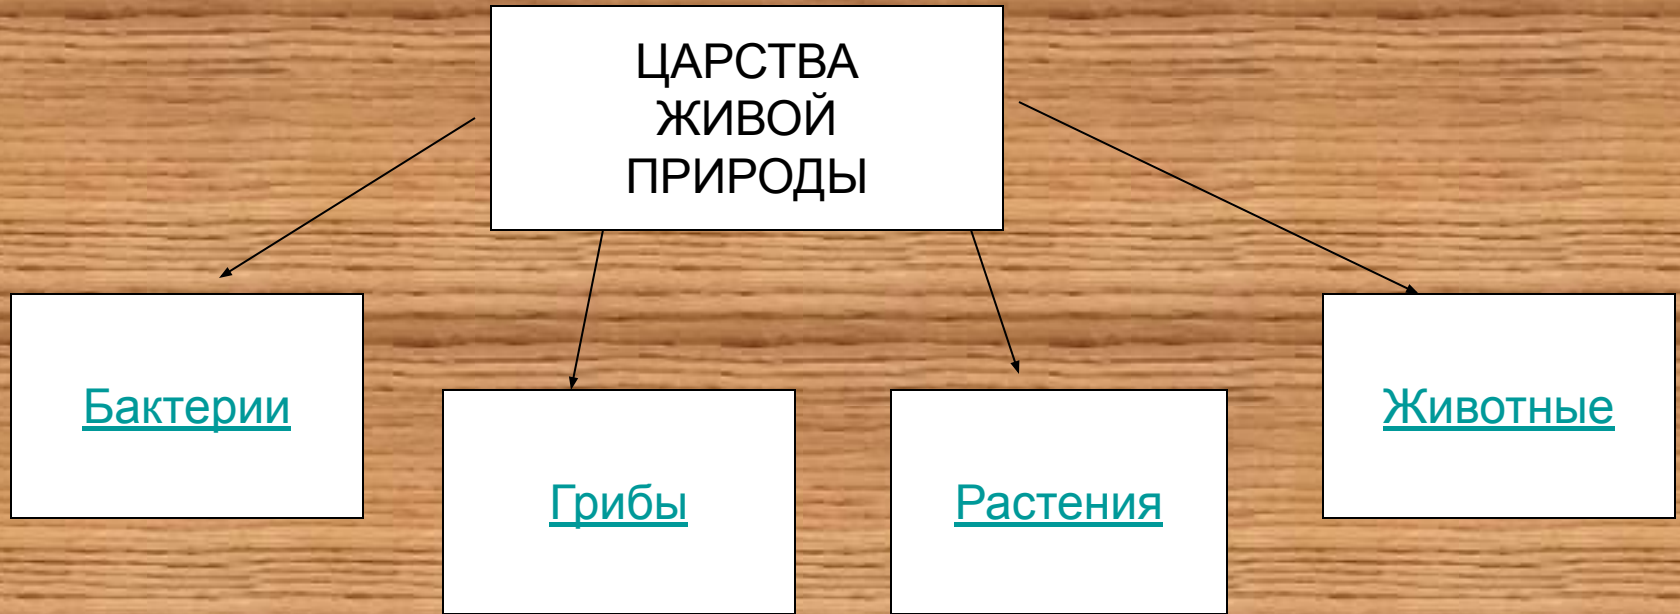 ЦАРСТВА
ЖИВОЙ
ПРИРОДЫ
Бактерии
Грибы
Растения
Животные